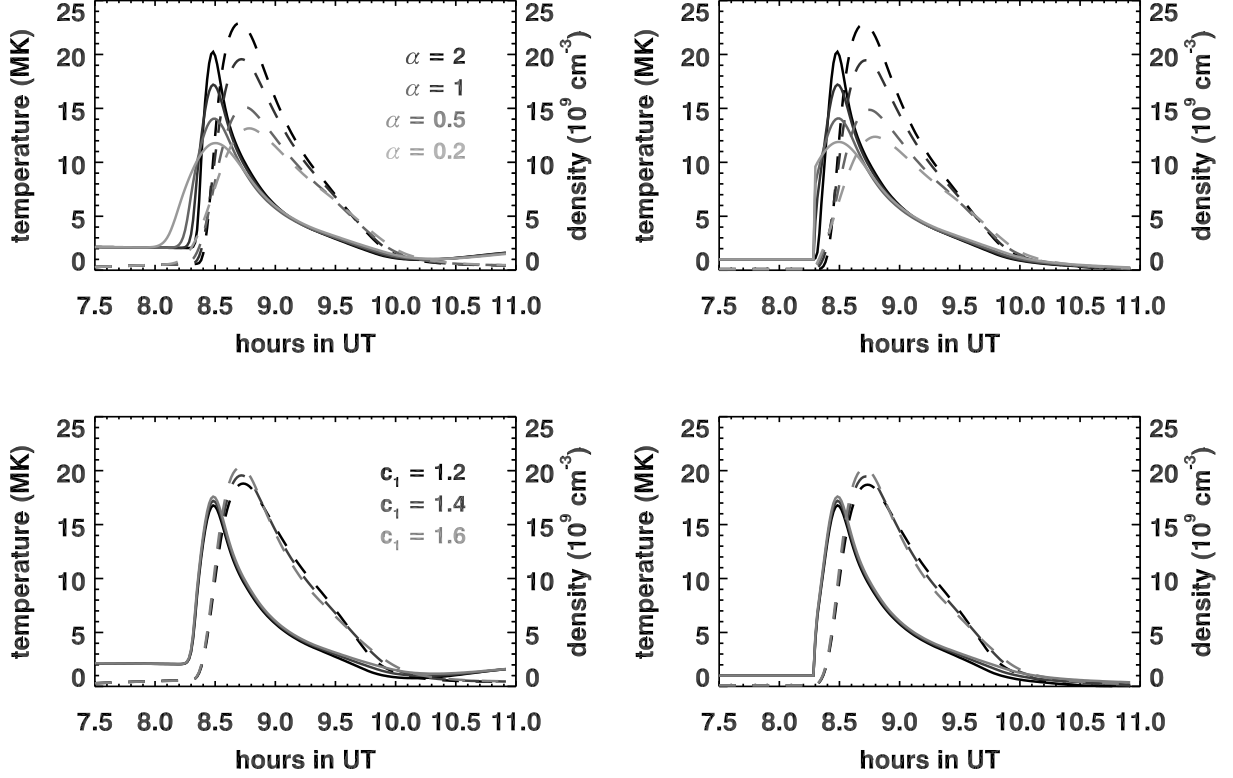 25 25 25 25
20 20 20 20
15 15 15 15
10 10 10 10
5 5 5 5
0 0 0 0
temperature (MK)
density (10⁹ cm⁻³)
temperature (MK)
density (10⁹ cm⁻³)
α = 2
α = 1
α = 0.5
α = 0.2
7.5 8.0 8.5 9.0 9.5 10.0 10.5 11.0
hours in UT
7.5 8.0 8.5 9.0 9.5 10.0 10.5 11.0
hours in UT
25 25 25 25
20 20 20 20
15 15 15 15
10 10 10 10
5 5 5 5
0 0 0 0
temperature (MK)
density (10⁹ cm⁻³)
temperature (MK)
density (10⁹ cm⁻³)
c₁ = 1.2
c₁ = 1.4
c₁ = 1.6
7.5 8.0 8.5 9.0 9.5 10.0 10.5 11.0
hours in UT
7.5 8.0 8.5 9.0 9.5 10.0 10.5 11.0
hours in UT